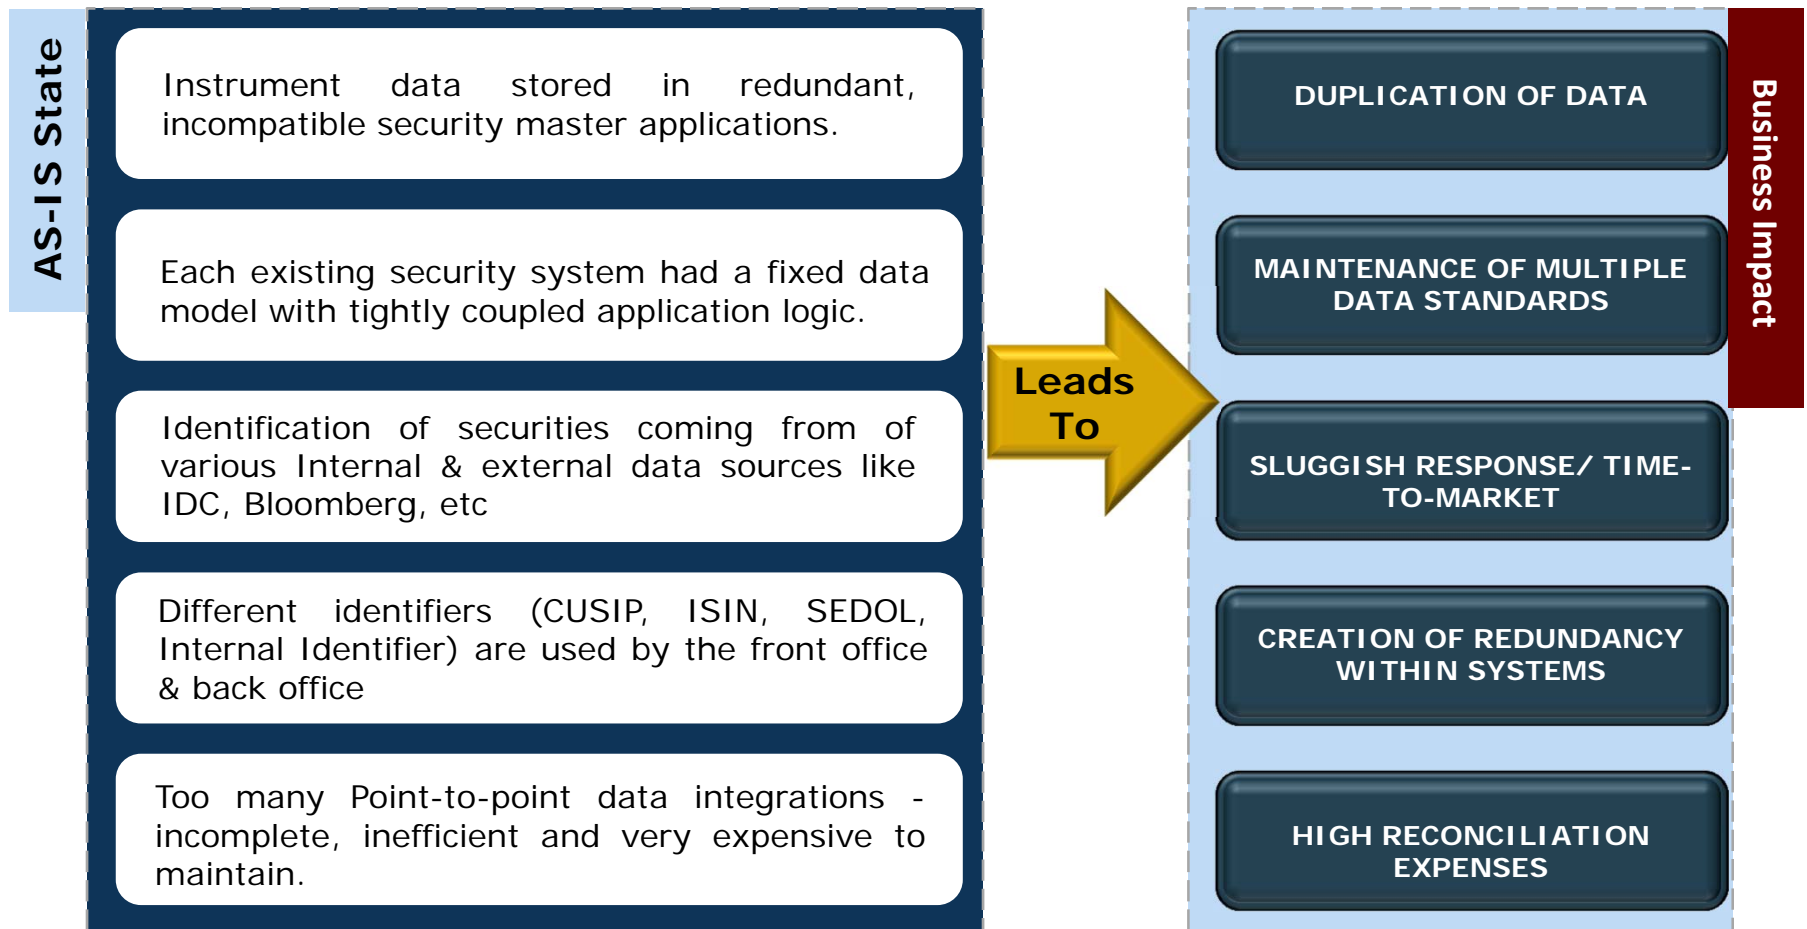 AS-IS State
Instrument data stored in redundant,
incompatible security master applications.
Each existing security system had a fixed data
model with tightly coupled application logic.
Identification of securities coming from of
various Internal & external data sources like
IDC, Bloomberg, etc
Different identifiers (CUSIP, ISIN, SEDOL,
Internal Identifier) are used by the front office
& back office
Too many Point-to-point data integrations -
incomplete, inefficient and very expensive to
maintain.
Leads
To
Business Impact
DUPLICATION OF DATA
MAINTENANCE OF MULTIPLE
DATA STANDARDS
SLUGGISH RESPONSE/ TIME-
TO-MARKET
CREATION OF REDUNDANCY
WITHIN SYSTEMS
HIGH RECONCILIATION
EXPENSES